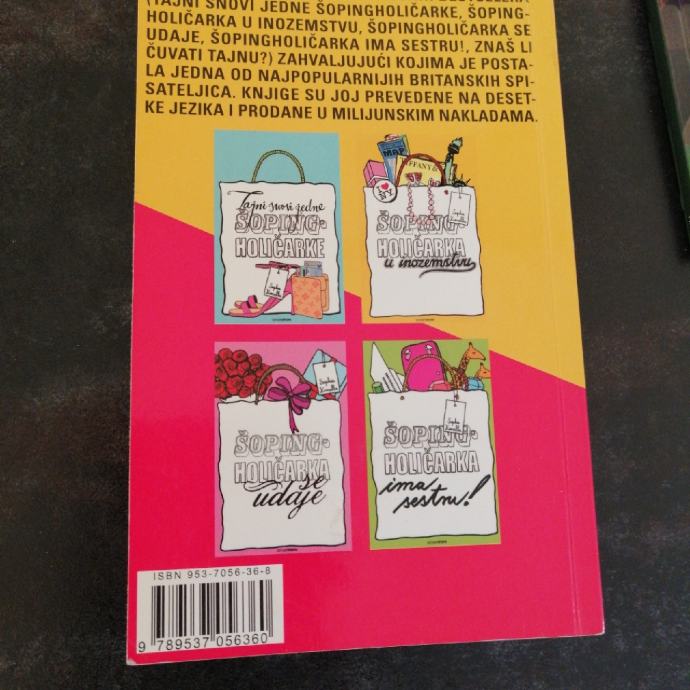 (TAJNI SNOVI JEDNE ŠOPINGHOLIČARKE, ŠOPING-
HOLIČARKA U INOZEMSTVU, ŠOPINGHOLIČARKA SE
UDAJE, ŠOPINGHOLIČARKA IMA SESTRU!, ZNAŠ LI
ČUVATI TAJNU?) ZAHVALJUJUĆI KOJIMA JE POSTA-
LA JEDNA OD NAJPOPULARNIJIH BRITANSKIH SPI-
SATELJICA. KNJIGE SU JOJ PREVEDENE NA DESET-
KE JEZIKA I PRODANE U MILIJUNSKIM NAKLADAMA.
Tajni snovi jedne
ŠOPING-
HOLIČARKE
MAP
TIFFANY &
I ♥ NY
ŠOPING-
HOLIČARKA
u inozemstvu
ŠOPING-
HOLIČARKA
se
udaje
ŠOPING-
HOLIČARKA
ima
sestru!
ISBN 953-7056-36-8
9 789537 056360